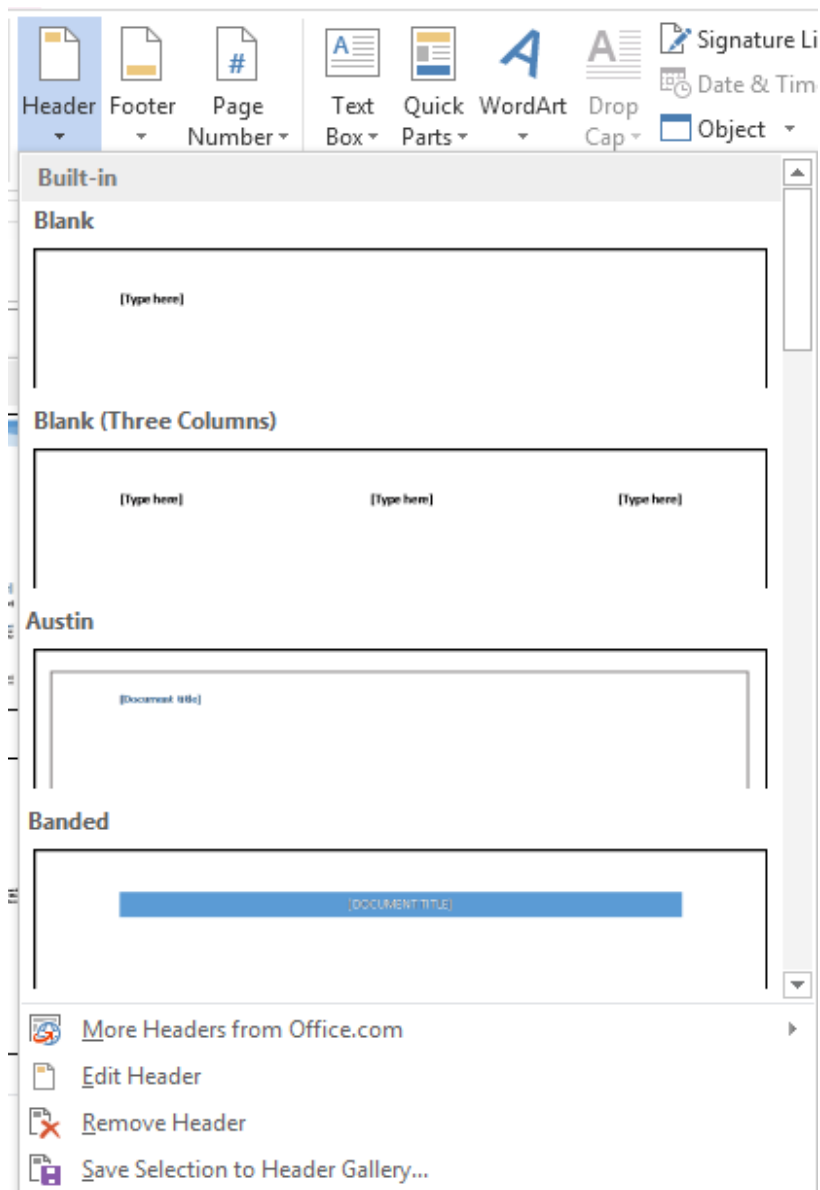 Header Footer Page Number Text Box Quick Parts WordArt Drop Cap Signature Li
Date & Tim
Object
Built-in
Blank
[Type here]
Blank (Three Columns)
[Type here] [Type here] [Type here]
Austin
[Document title]
Banded
[DOCUMENT TITLE]
More Headers from Office.com
Edit Header
Remove Header
Save Selection to Header Gallery...